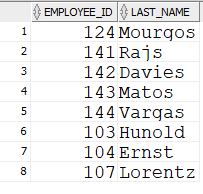 EMPLOYEE_ID LAST_NAME
1 124 Mourgos
2 141 Rajs
3 142 Davies
4 143 Matos
5 144 Vargas
6 103 Hunold
7 104 Ernst
8 107 Lorentz